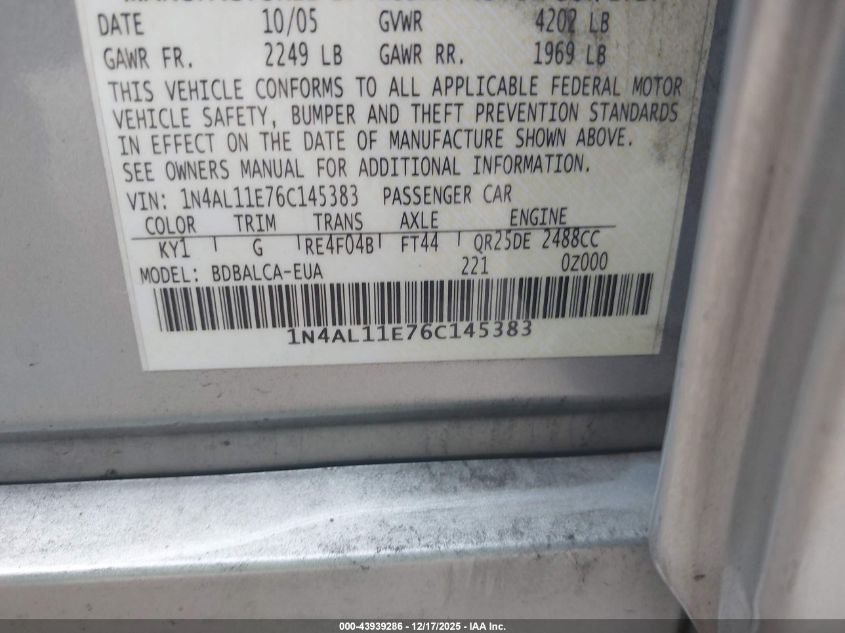 DATE 10/05 GVWR 4202 LB
GAWR FR. 2249 LB GAWR RR. 1969 LB
THIS VEHICLE CONFORMS TO ALL APPLICABLE FEDERAL MOTOR
VEHICLE SAFETY, BUMPER AND THEFT PREVENTION STANDARDS
IN EFFECT ON THE DATE OF MANUFACTURE SHOWN ABOVE.
SEE OWNERS MANUAL FOR ADDITIONAL INFORMATION.
VIN: 1N4AL11E76C145383 PASSENGER CAR
COLOR TRIM TRANS AXLE ENGINE
KY1 G RE4F04B FT44 QR25DE 2488CC
MODEL: BDBALCA-EUA 221 0Z000
1N4AL11E76C145383
000-43939286 - 12/17/2025 - IAA Inc.